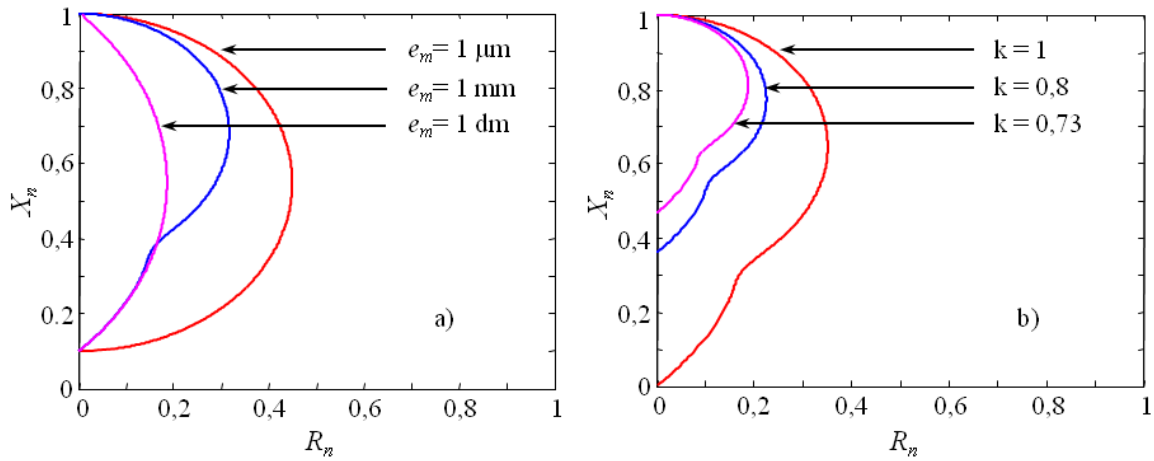 1
0,8
0,6
0,4
0,2
0
X_n
e_m= 1 μm
e_m= 1 mm
e_m= 1 dm
a)
0 0,2 0,4 0,6 0,8 1
R_n
1
0,8
0,6
0,4
0,2
0
X_n
k = 1
k = 0,8
k = 0,73
b)
0 0,2 0,4 0,6 0,8 1
R_n